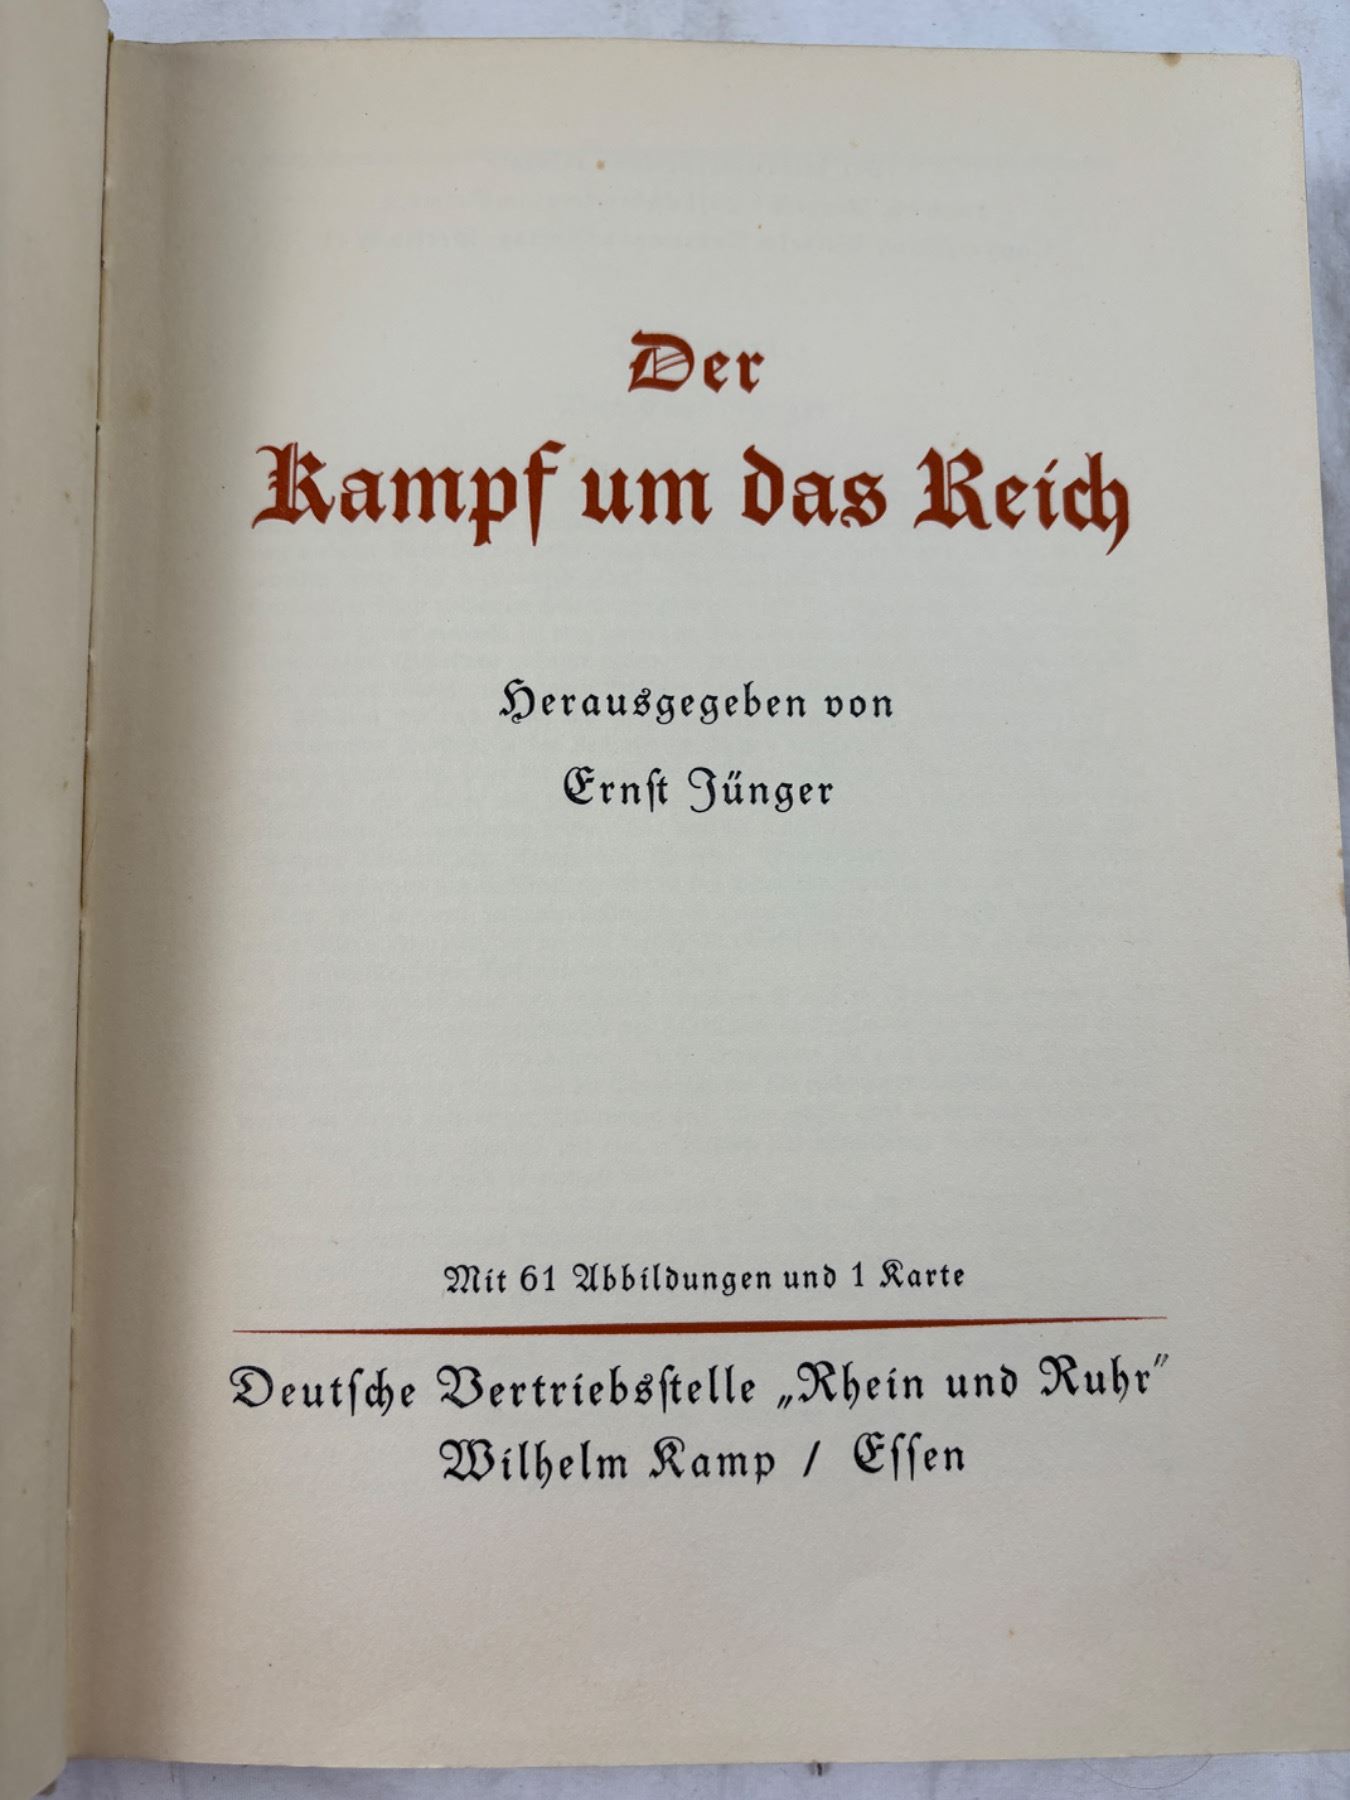 Der
Kampf um das Reich
Herausgegeben von
Ernſt Jünger
Mit 61 Abbildungen und 1 Karte
Deutſche Vertriebsſtelle „Rhein und Ruhr“
Wilhelm Kamp / Eſſen